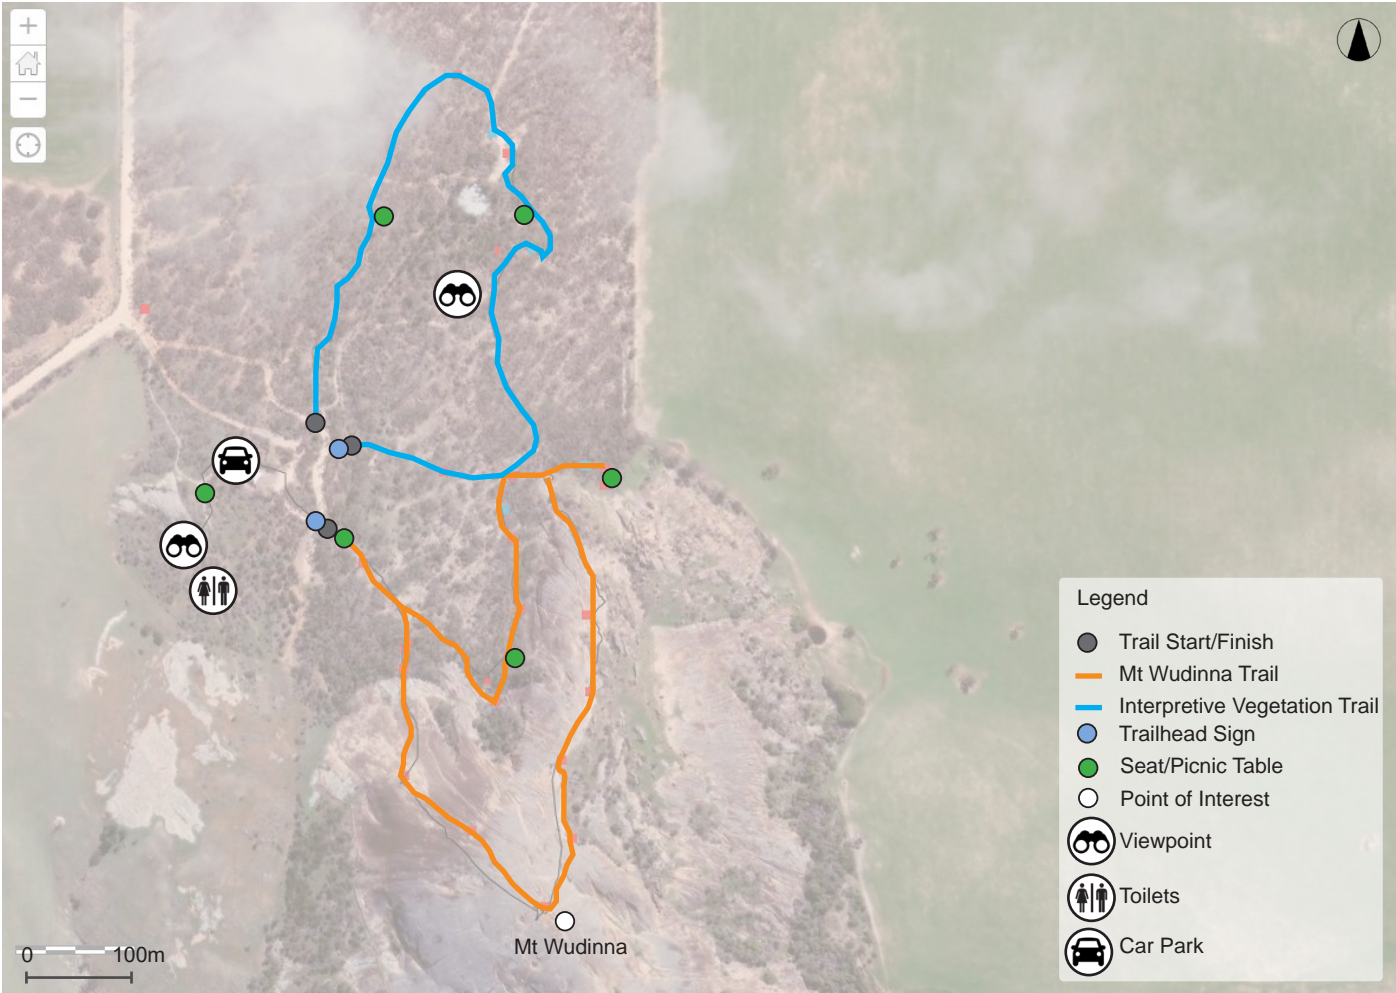 Legend
Trail Start/Finish
Mt Wudinna Trail
Interpretive Vegetation Trail
Trailhead Sign
Seat/Picnic Table
Point of Interest
Viewpoint
Toilets
Car Park
Mt Wudinna
0 100m